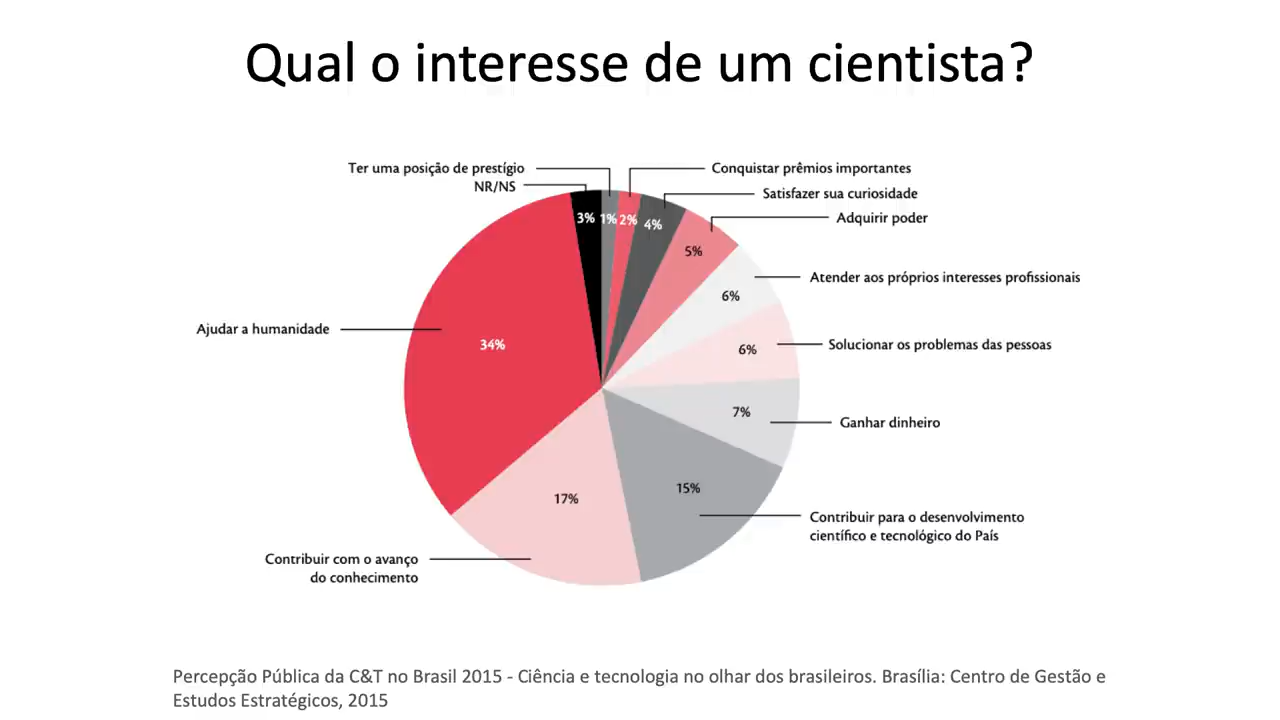 Qual o interesse de um cientista?
Ter uma posição de prestígio
NR/NS
Conquistar prêmios importantes
Satisfazer sua curiosidade
Adquirir poder
3%
1%
2%
4%
5%
Atender aos próprios interesses profissionais
6%
Ajudar a humanidade
34%
6%
Solucionar os problemas das pessoas
7%
Ganhar dinheiro
15%
17%
Contribuir para o desenvolvimento
científico e tecnológico do País
Contribuir com o avanço
do conhecimento
Percepção Pública da C&T no Brasil 2015 - Ciência e tecnologia no olhar dos brasileiros. Brasília: Centro de Gestão e
Estudos Estratégicos, 2015